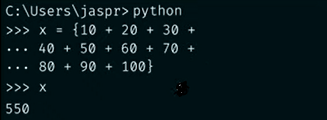 C:\Users\jaspr>python
>>> x = {10 + 20 + 30 +
... 40 + 50 + 60 + 70 +
... 80 + 90 + 100}
>>> x
550